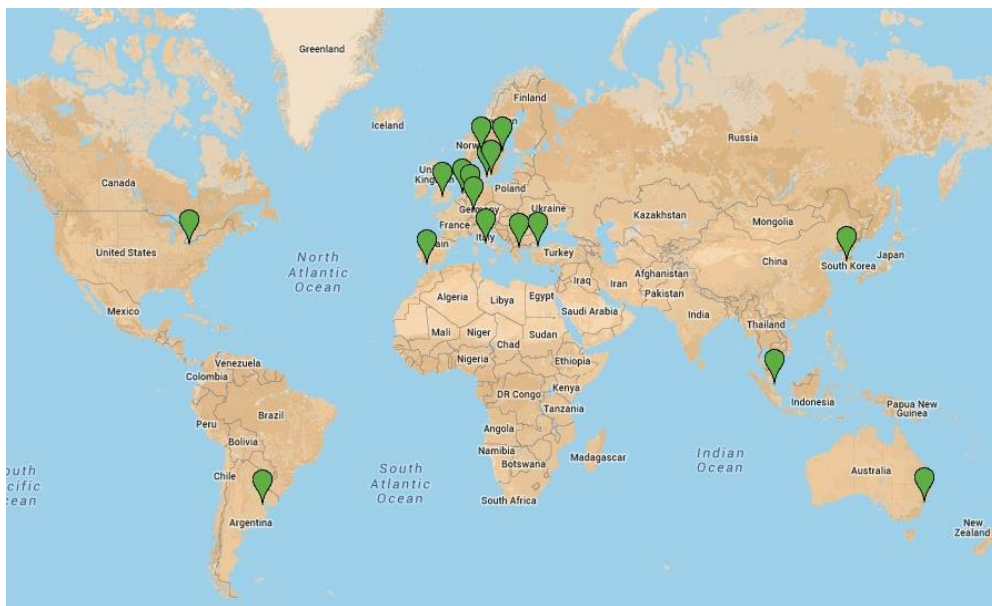 Greenland
Finland
Iceland
Russia
Norw
Canada
Poland
Germany
Ukraine
Kazakhstan
Mongolia
France
Italy
United States
North
Atlantic
Ocean
Turkey
China
South Korea
Japan
Iraq
Iran
Afghanistan
Pakistan
Algeria
Libya
Egypt
Saudi Arabia
India
Mexico
Mali
Niger
Chad
Sudan
Thailand
Nigeria
Ethiopia
Venezuela
Colombia
Kenya
DR Congo
Indonesia
Papua New
Guinea
Tanzania
Peru
Brazil
Angola
Bolivia
Namibia
Botswana
Madagascar
Indian
Ocean
South
Atlantic
Ocean
Chile
Australia
outh
cific
cean
South Africa
Argentina
New
Zealand